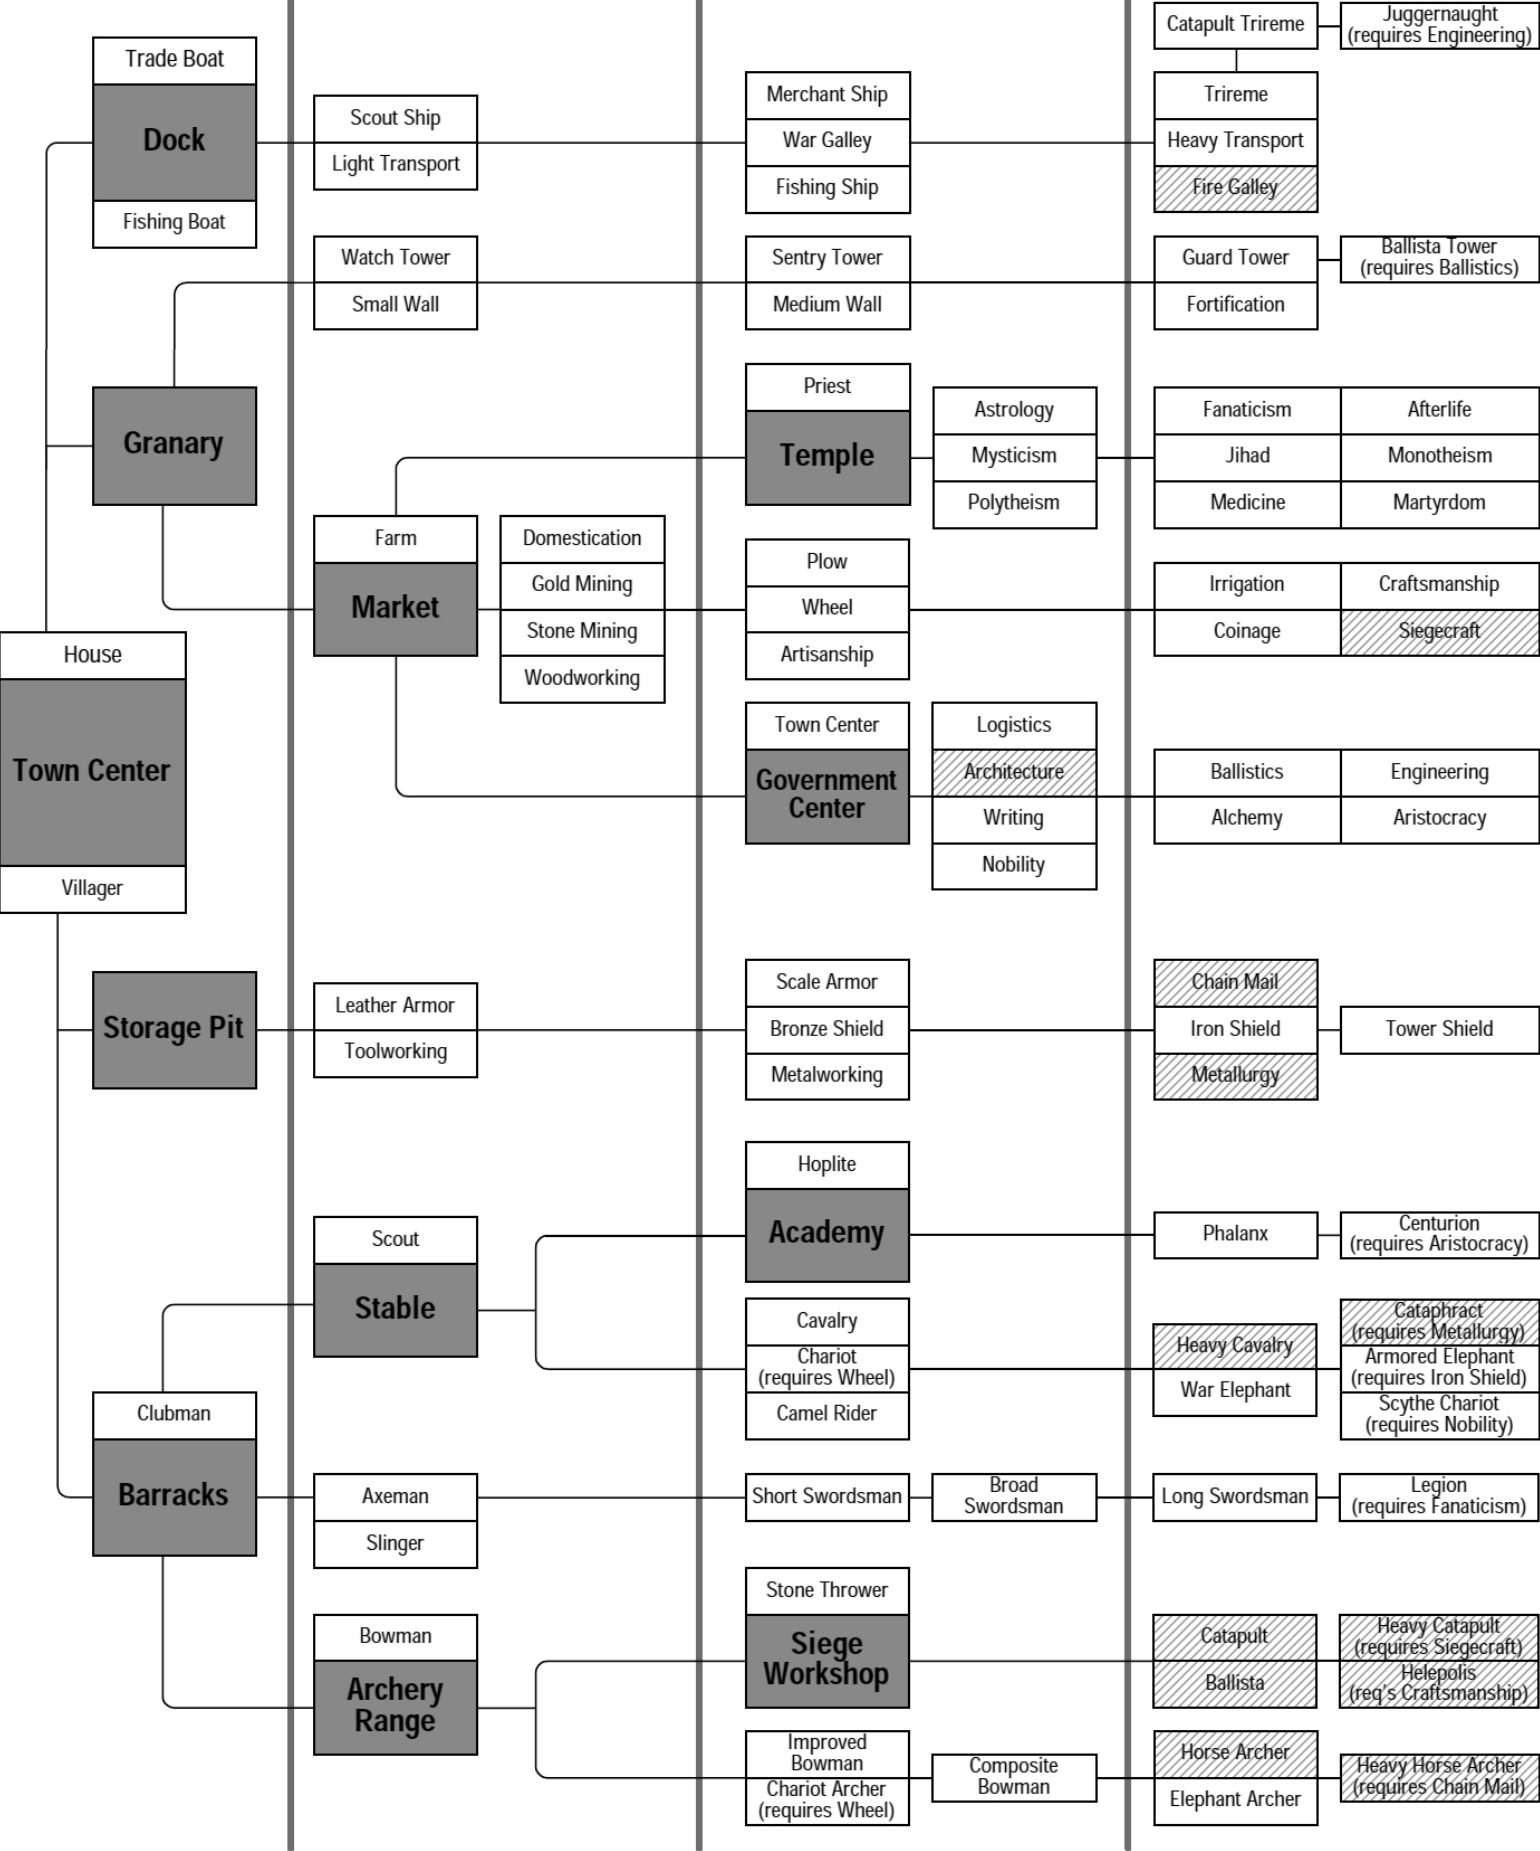 Catapult Trireme
Juggernaught
(requires Engineering)
Trade Boat
Dock
Fishing Boat
Scout Ship
Light Transport
Merchant Ship
War Galley
Fishing Ship
Trireme
Heavy Transport
Fire Galley
Watch Tower
Small Wall
Sentry Tower
Medium Wall
Guard Tower
Fortification
Ballista Tower
(requires Ballistics)
Granary
Priest
Temple
Astrology
Mysticism
Polytheism
Fanaticism
Afterlife
Jihad
Monotheism
Medicine
Martyrdom
Farm
Market
Domestication
Gold Mining
Stone Mining
Woodworking
Plow
Wheel
Artisanship
Irrigation
Craftsmanship
Coinage
Siegecraft
House
Town Center
Villager
Town Center
Government
Center
Logistics
Architecture
Writing
Nobility
Ballistics
Engineering
Alchemy
Aristocracy
Storage Pit
Leather Armor
Toolworking
Scale Armor
Bronze Shield
Metalworking
Chain Mail
Iron Shield
Metallurgy
Tower Shield
Hoplite
Academy
Phalanx
Centurion
(requires Aristocracy)
Scout
Stable
Cavalry
Chariot
(requires Wheel)
Camel Rider
Heavy Cavalry
War Elephant
Cataphract
(requires Metallurgy)
Armored Elephant
(requires Iron Shield)
Scythe Chariot
(requires Nobility)
Clubman
Barracks
Axeman
Slinger
Short Swordsman
Broad
Swordsman
Long Swordsman
Legion
(requires Fanaticism)
Bowman
Archery
Range
Stone Thrower
Siege
Workshop
Catapult
Ballista
Heavy Catapult
(requires Siegecraft)
Helepolis
(req's Craftsmanship)
Improved
Bowman
Chariot Archer
(requires Wheel)
Composite
Bowman
Horse Archer
Elephant Archer
Heavy Horse Archer
(requires Chain Mail)